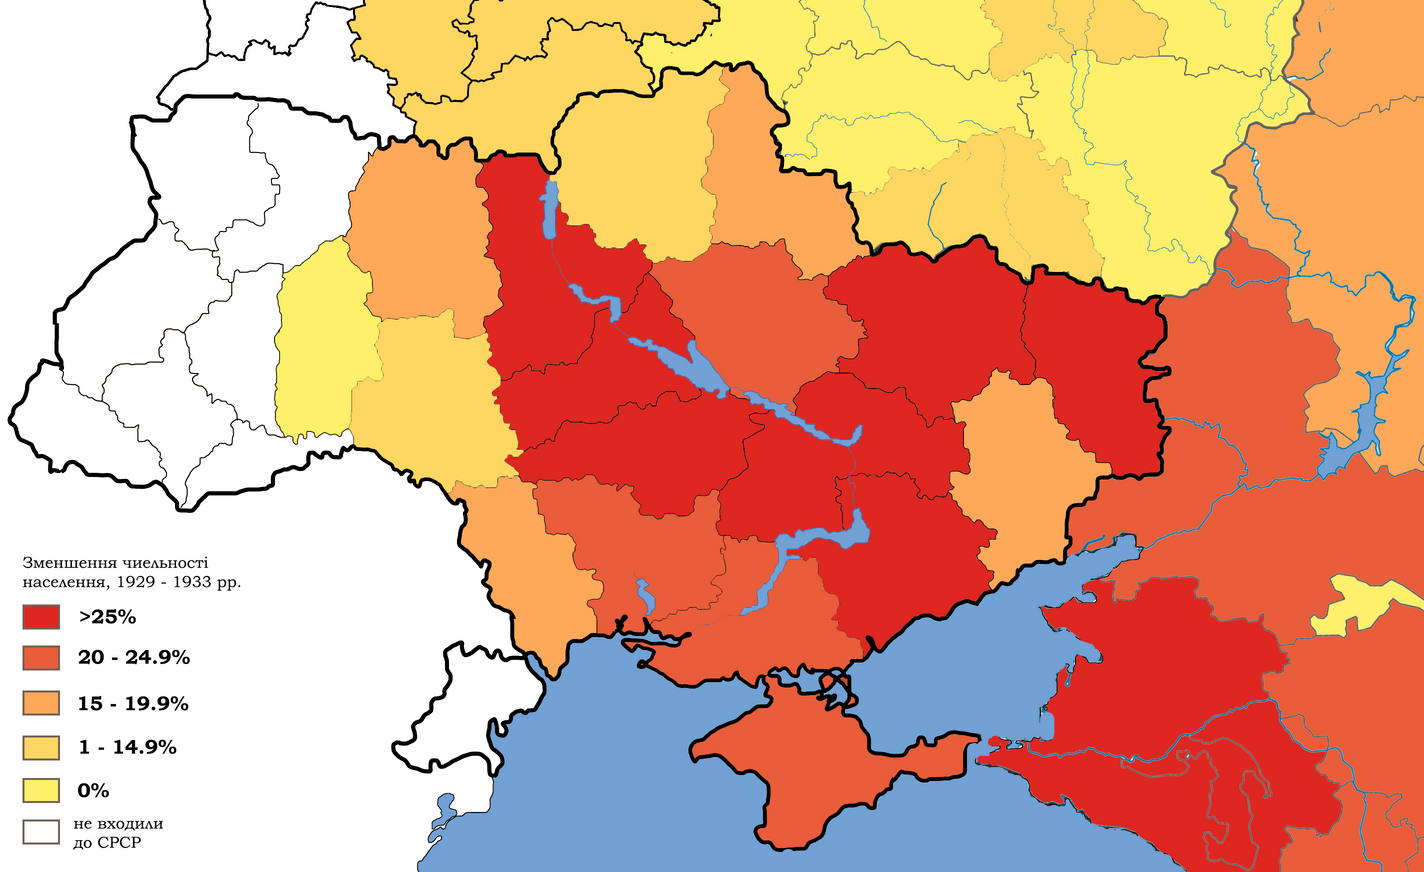 Зменшення чиельності
населення, 1929 - 1933 рр.
>25%
20 - 24.9%
15 - 19.9%
1 - 14.9%
0%
не входили
до СРСР